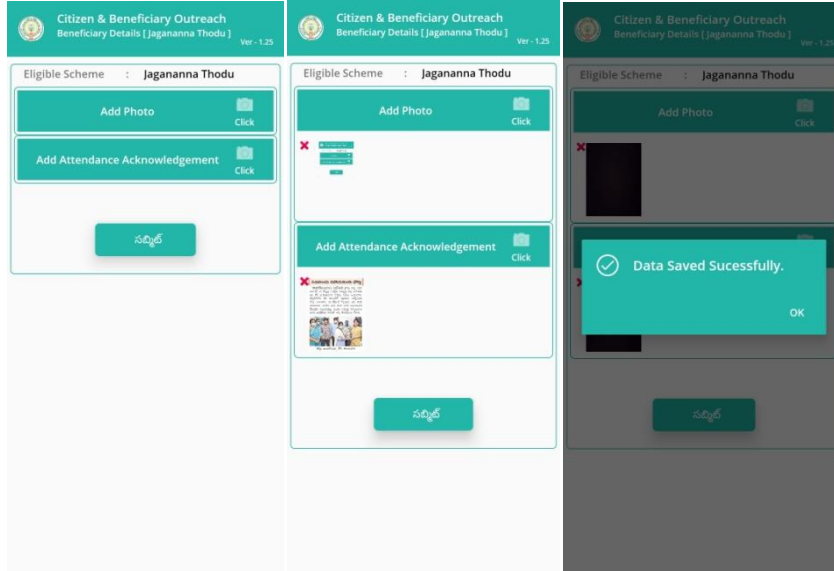 Citizen & Beneficiary Outreach
Beneficiary Details [ Jagananna Thodu ]
Ver - 1.25
Eligible Scheme : Jagananna Thodu
Add Photo
Click
Add Attendance Acknowledgement
Click
సబ్మిట్
Citizen & Beneficiary Outreach
Beneficiary Details [ Jagananna Thodu ]
Ver - 1.25
Eligible Scheme : Jagananna Thodu
Add Photo
Click
Add Attendance Acknowledgement
Click
సబ్మిట్
Citizen & Beneficiary Outreach
Beneficiary Details [ Jagananna Thodu ]
Ver - 1.25
Eligible Scheme : Jagananna Thodu
Add Photo
Click
Data Saved Sucessfully.
OK
సబ్మిట్